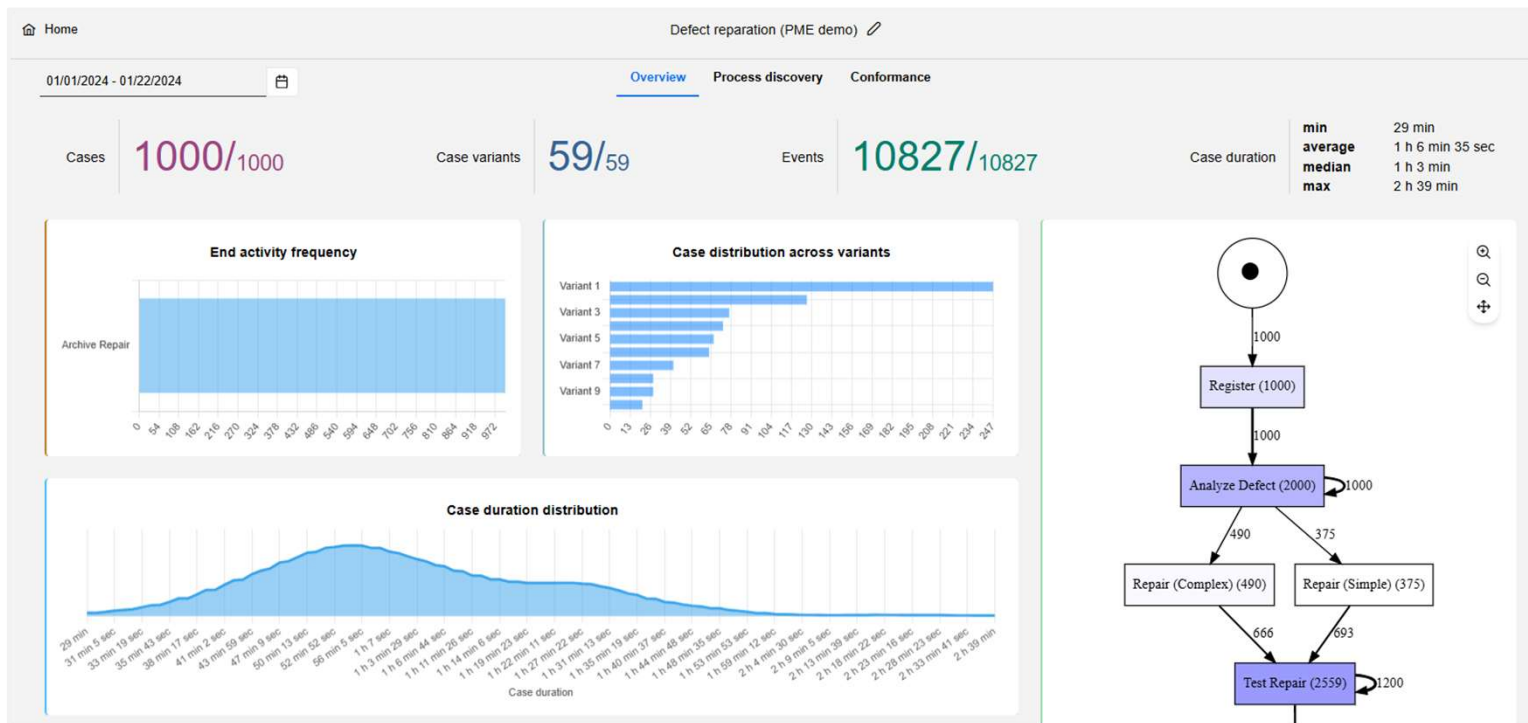 Home
Defect reparation (PME demo)
01/01/2024 - 01/22/2024
Overview
Process discovery
Conformance
Cases
1000/1000
Case variants
59/59
Events
10827/10827
Case duration
min 29 min
average 1 h 6 min 35 sec
median 1 h 3 min
max 2 h 39 min
End activity frequency
Archive Repair
0 54 108 162 216 270 324 378 432 486 540 594 648 702 756 810 864 918 972
Case distribution across variants
Variant 1
Variant 3
Variant 5
Variant 7
Variant 9
0 13 26 39 52 65 78 91 104 117 130 143 156 169 182 195 208 221 234 247
Case duration distribution
29 min
31 min 5 sec
33 min 19 sec
35 min 43 sec
38 min 17 sec
41 min 2 sec
43 min 59 sec
47 min 9 sec
50 min 13 sec
52 min 52 sec
56 min 5 sec
1 h 7 sec
1 h 3 min 29 sec
1 h 6 min 44 sec
1 h 11 min 26 sec
1 h 14 min 6 sec
1 h 19 min 23 sec
1 h 22 min 11 sec
1 h 27 min 22 sec
1 h 31 min 13 sec
1 h 35 min 19 sec
1 h 40 min 37 sec
1 h 44 min 48 sec
1 h 48 min 35 sec
1 h 53 min 53 sec
1 h 59 min 12 sec
2 h 4 min 30 sec
2 h 9 min 5 sec
2 h 13 min 39 sec
2 h 18 min 22 sec
2 h 23 min 16 sec
2 h 28 min 23 sec
2 h 33 min 41 sec
2 h 39 min
Case duration
1000
Register (1000)
1000
Analyze Defect (2000)
1000
490
375
Repair (Complex) (490)
Repair (Simple) (375)
666
693
Test Repair (2559)
1200